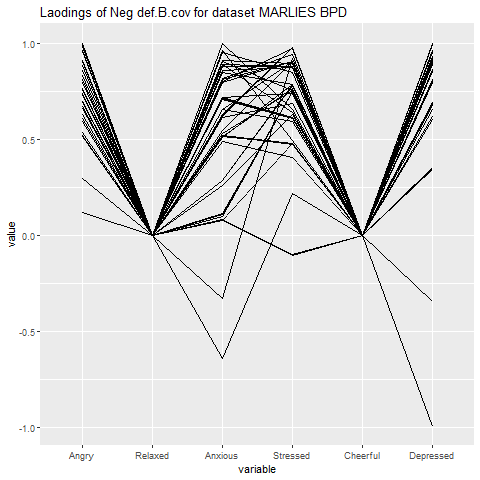 Laodings of Neg def.B.cov for dataset MARLIES BPD
1.0
0.5
0.0
-0.5
-1.0
value
Angry Relaxed Anxious Stressed Cheerful Depressed
variable